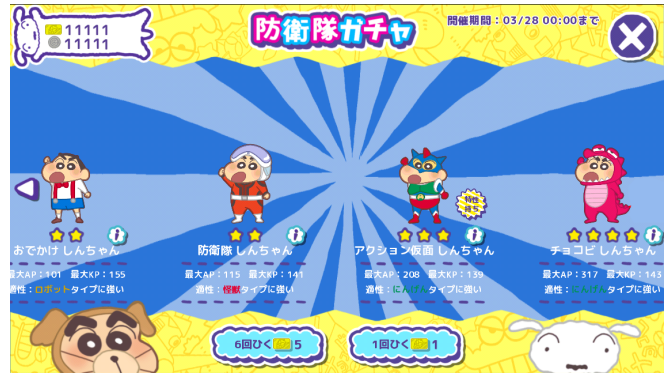 11111
11111
防衛隊ガチャ
開催期間：03/28 00:00まで
特性
持ち
おでかけ しんちゃん
最大AP：101 最大KP：155
適性：ロボットタイプに強い
防衛隊 しんちゃん
最大AP：115 最大KP：141
適性：怪獣タイプに強い
アクション仮面 しんちゃん
最大AP：208 最大KP：139
適性：にんげんタイプに強い
チョコビ しんちゃん
最大AP：317 最大KP：143
適性：にんげんタイプに強い
6回ひく 5
1回ひく 1